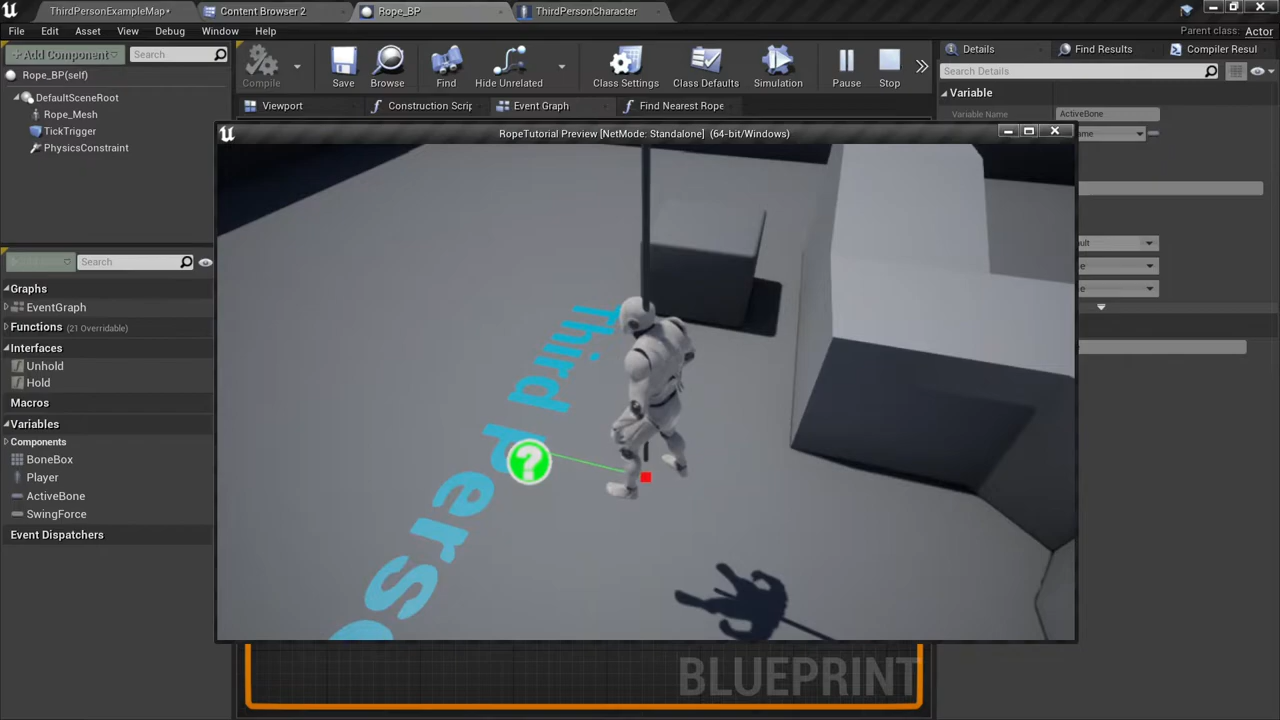 ThirdPersonExampleMap•
Content Browser 2
Rope_BP
ThirdPersonCharacter
File
Edit
Asset
View
Debug
Window
Help
Parent class: Actor
+Add Component
Search
Compile
Save
Browse
Find
Hide Unrelated
Class Settings
Class Defaults
Simulation
Pause
Stop
Details
Find Results
Compiler Resul
Search Details
Rope_BP(self)
DefaultSceneRoot
Rope_Mesh
TickTrigger
PhysicsConstraint
Viewport
Construction Scrip
Event Graph
Find Nearest Rope
Variable
Variable Name
ActiveBone
ame
RopeTutorial Preview [NetMode: Standalone] (64-bit/Windows)
ult
e
e
Search
Graphs
EventGraph
Functions (21 Overridable)
Interfaces
Unhold
Hold
Macros
Variables
Components
BoneBox
Player
ActiveBone
SwingForce
Event Dispatchers
Third Perso
?
BLUEPRINT